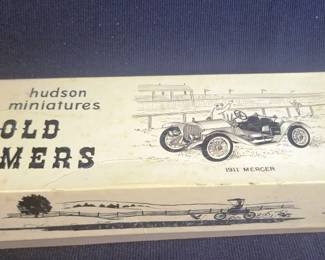 hudson
miniatures
OLD
MERS
1911 MERCER